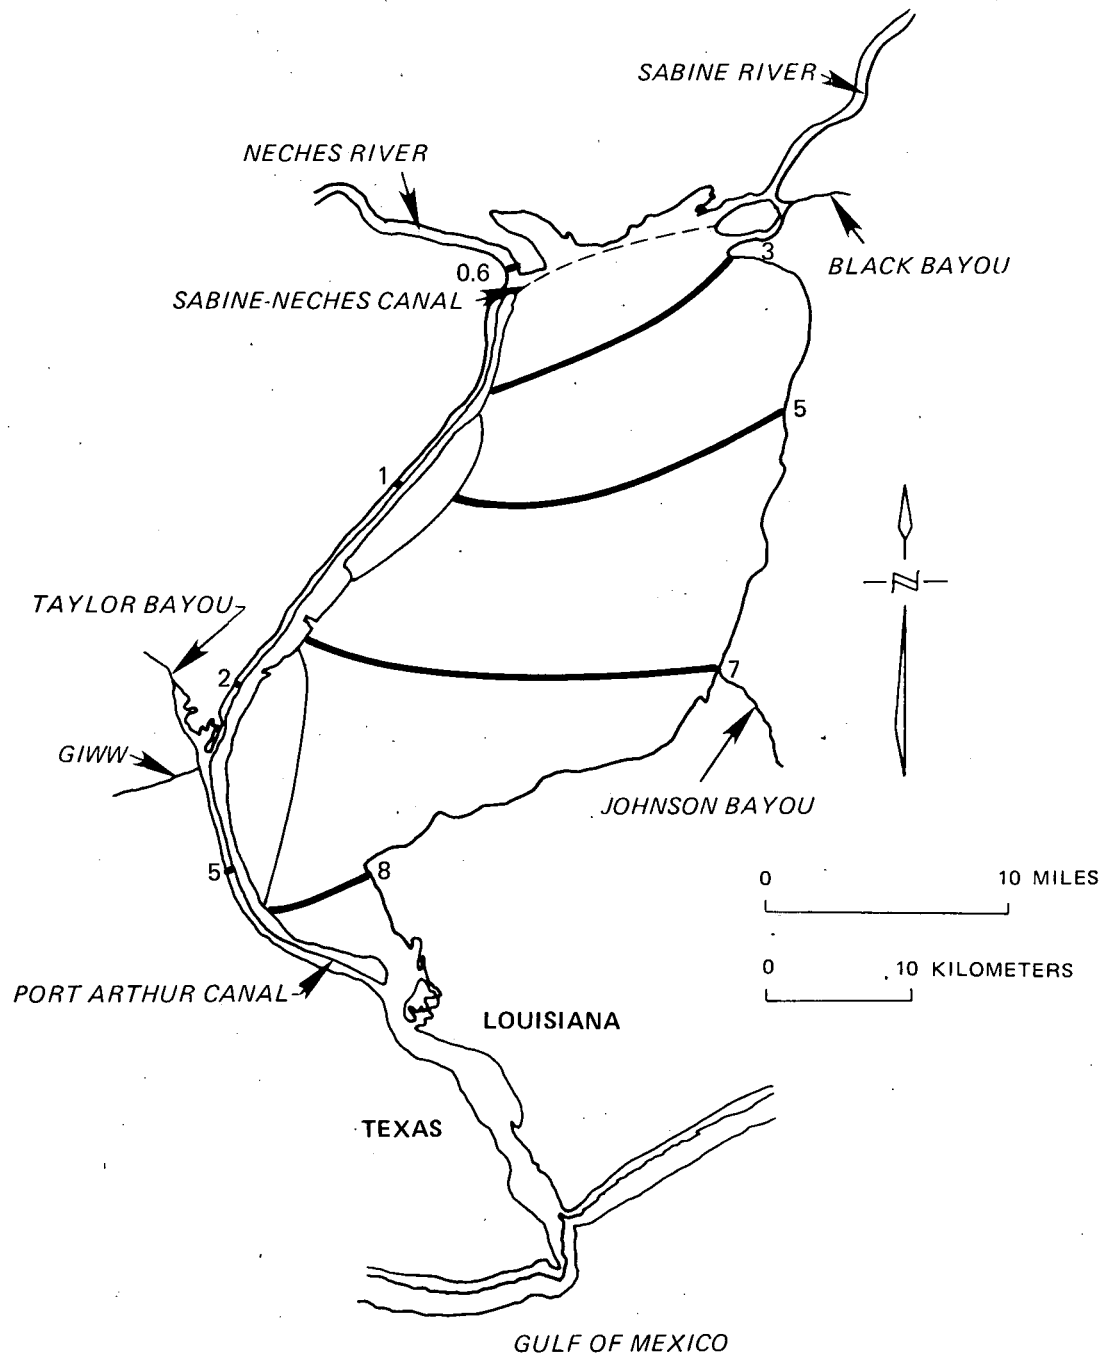 SABINE RIVER
NECHES RIVER
3
BLACK BAYOU
0.6
SABINE-NECHES CANAL
5
1
N
TAYLOR BAYOU
7
2
GIWW
JOHNSON BAYOU
5
8
0 10 MILES
0 10 KILOMETERS
PORT ARTHUR CANAL
LOUISIANA
TEXAS
GULF OF MEXICO